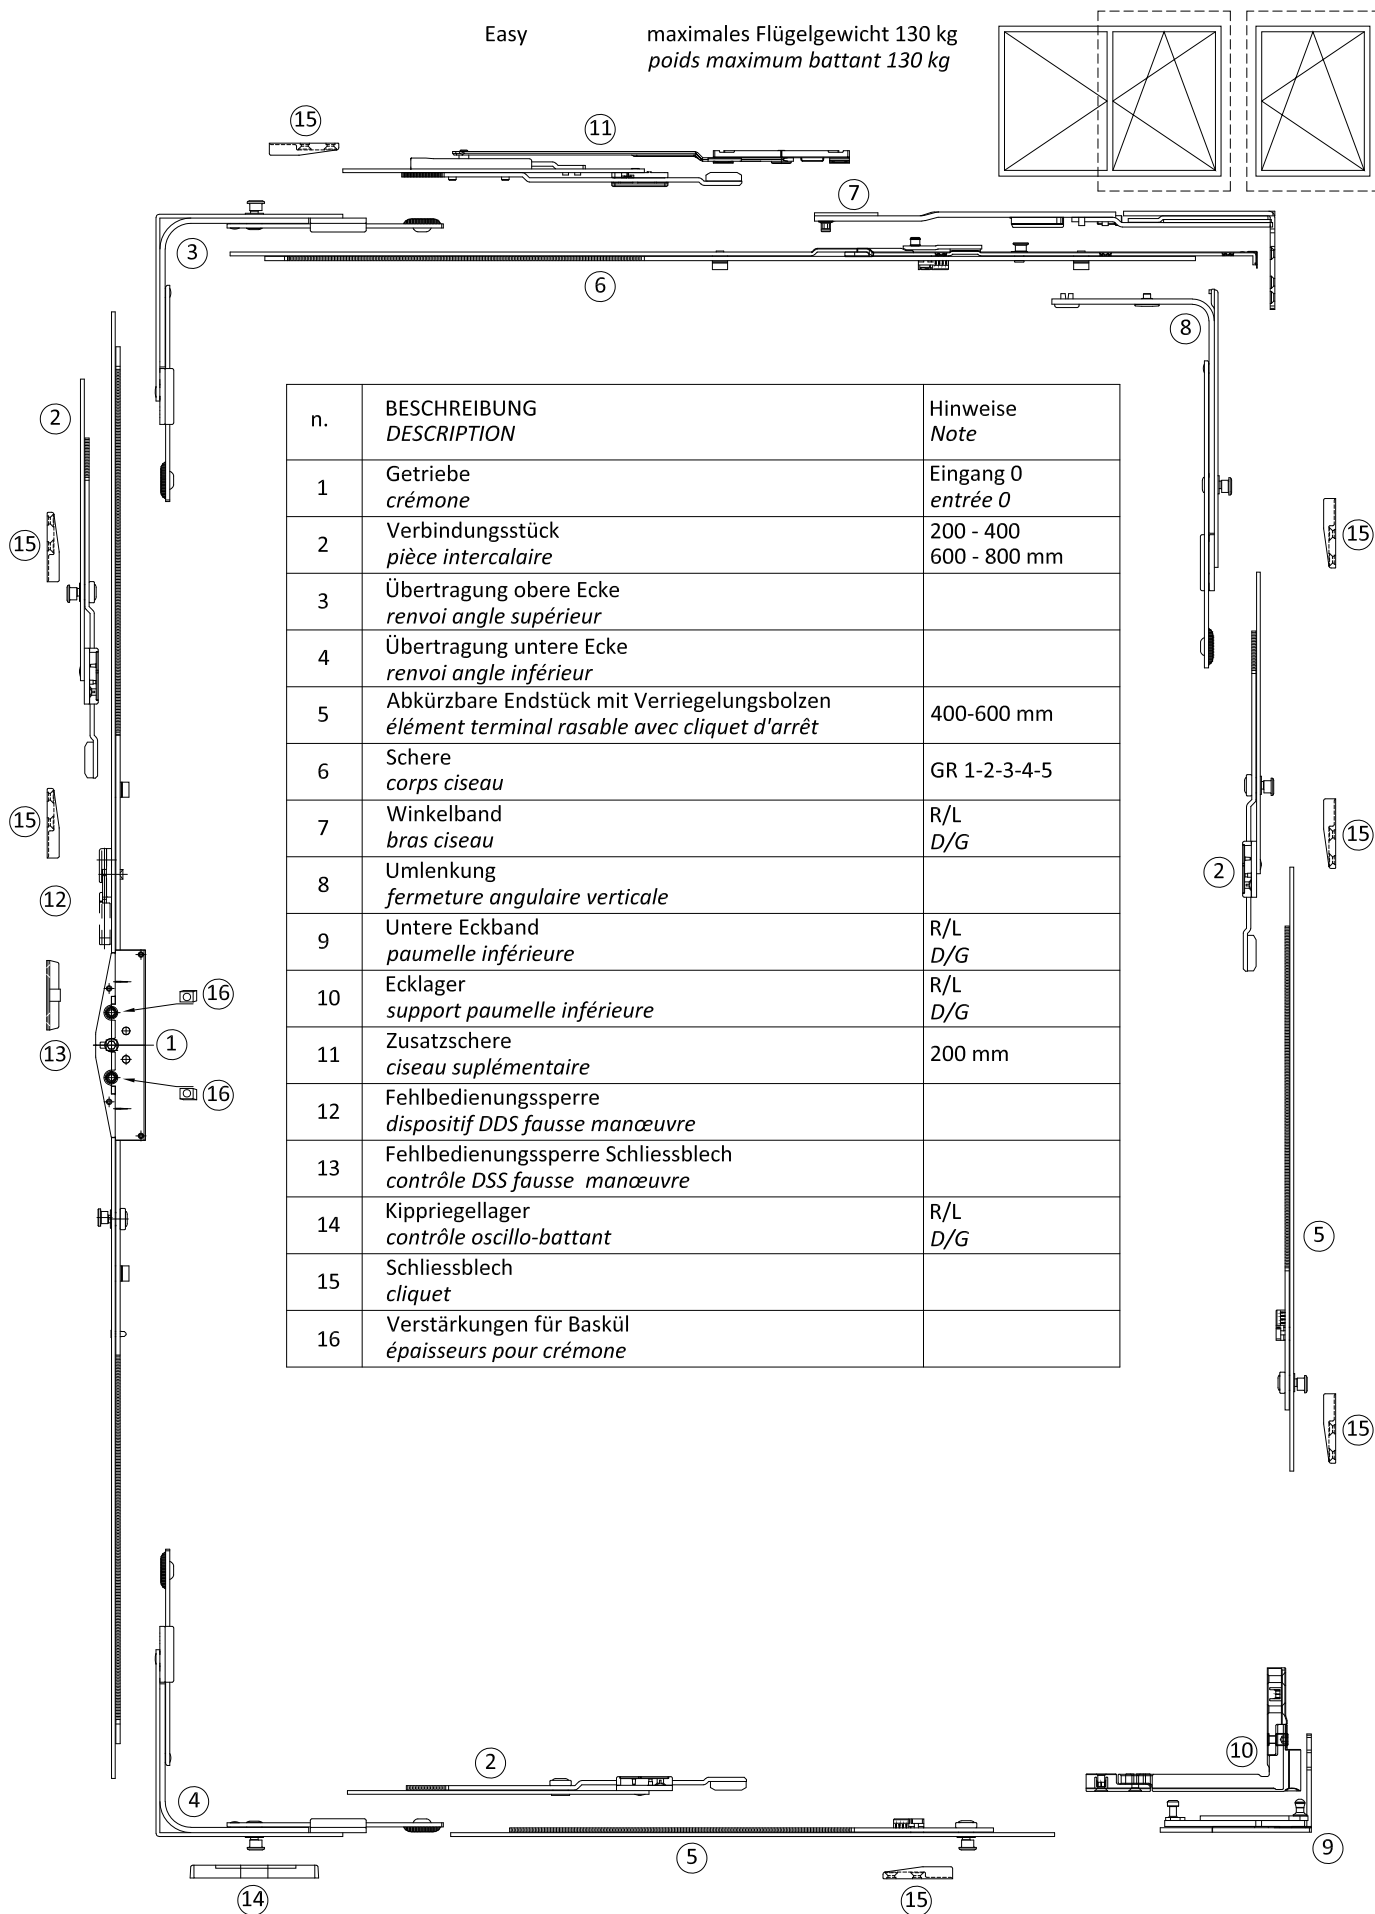 Easy
maximales Flügelgewicht 130 kg
poids maximum battant 130 kg
15
11
7
3
6
8
2
15
15
12
13
16
1
16
n.
BESCHREIBUNG
DESCRIPTION
Hinweise
Note
1
Getriebe
crémone
Eingang 0
entrée 0
2
Verbindungsstück
pièce intercalaire
200 - 400
600 - 800 mm
3
Übertragung obere Ecke
renvoi angle supérieur
4
Übertragung untere Ecke
renvoi angle inférieur
5
Abkürzbare Endstück mit Verriegelungsbolzen
élément terminal rasable avec cliquet d'arrêt
400-600 mm
6
Schere
corps ciseau
GR 1-2-3-4-5
7
Winkelband
bras ciseau
R/L
D/G
8
Umlenkung
fermeture angulaire verticale
9
Untere Eckband
paumelle inférieure
R/L
D/G
10
Ecklager
support paumelle inférieure
R/L
D/G
11
Zusatzschere
ciseau suplémentaire
200 mm
12
Fehlbedienungssperre
dispositif DDS fausse manœuvre
13
Fehlbedienungssperre Schliessblech
contrôle DSS fausse  manœuvre
14
Kippriegellager
contrôle oscillo-battant
R/L
D/G
15
Schliessblech
cliquet
16
Verstärkungen für Baskül
épaisseurs pour crémone
15
15
2
5
15
4
2
10
5
9
14
15